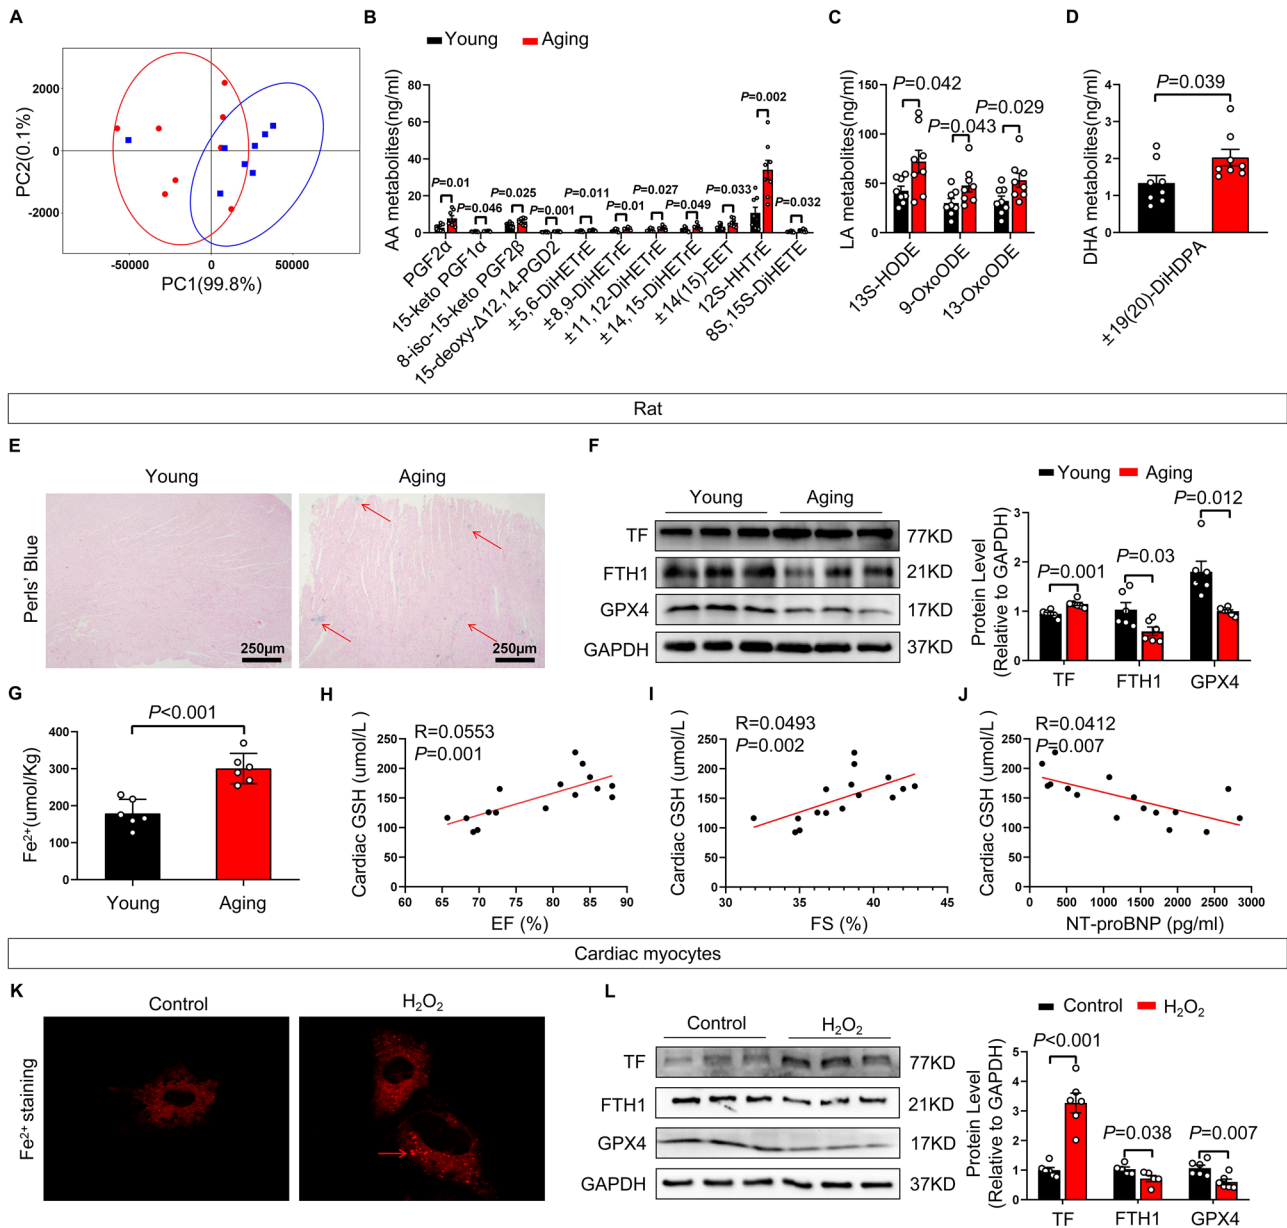 A
PC2(0.1%)
2000
0
-2000
-50000
0
50000
PC1(99.8%)
B
Young
Aging
AA metabolites(ng/ml)
80
60
40
20
0
P=0.01
P=0.046
P=0.025
P=0.001
P=0.011
P=0.01
P=0.027
P=0.049
P=0.033
P=0.002
P=0.032
PGF2α
15-keto PGF1α
8-iso-15-keto PGF2β
15-deoxy-Δ12,14-PGD2
±5,6-DiHETrE
±8,9-DiHETrE
±11,12-DiHETrE
±14,15-DiHETrE
±14(15)-EET
12S-HHTrE
8S,15S-DiHETE
C
LA metabolites(ng/ml)
150
100
50
0
P=0.042
P=0.043
P=0.029
13S-HODE
9-OxoODE
13-OxoODE
D
DHA metabolites(ng/ml)
4
3
2
1
0
P=0.039
±19(20)-DiHDPA
Rat
E
Young
Aging
Perls' Blue
250μm
250μm
F
Young
Aging
TF
77KD
FTH1
21KD
GPX4
17KD
GAPDH
37KD
Young
Aging
Protein Level
(Relative to GAPDH)
3
2
1
0
P=0.001
P=0.03
P=0.012
TF
FTH1
GPX4
G
Fe²⁺(umol/Kg)
400
300
200
100
0
P<0.001
Young
Aging
H
Cardiac GSH (umol/L )
250
200
150
100
50
0
R=0.0553
P=0.001
60
70
80
90
EF (%)
I
Cardiac GSH (umol/L )
250
200
150
100
50
0
R=0.0493
P=0.002
30
35
40
45
FS (%)
J
Cardiac GSH (umol/L )
250
200
150
100
50
0
R=0.0412
P=0.007
0
500
1000
1500
2000
2500
3000
NT-proBNP (pg/ml)
Cardiac myocytes
K
Control
H₂O₂
Fe²⁺ staining
L
Control
H₂O₂
TF
77KD
FTH1
21KD
GPX4
17KD
GAPDH
37KD
Control
H₂O₂
Protein Level
(Relative to GAPDH)
5
4
3
2
1
0
P<0.001
P=0.038
P=0.007
TF
FTH1
GPX4